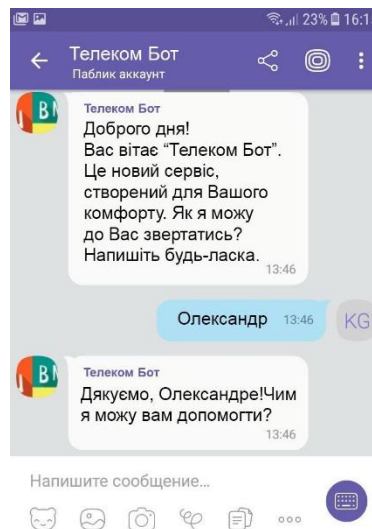 23% 16:1
Телеком Бот
Паблик аккаунт
Телеком Бот
Доброго дня!
Вас вітає “Телеком Бот”.
Це новий сервіс,
створений для Вашого
комфорту. Як я можу
до Вас звертатись?
Напишіть будь-ласка.
13:46
Олександр 13:46
KG
Телеком Бот
Дякуємо, Олександре!Чим
я можу вам допомогти?
13:46
Напишите сообщение...